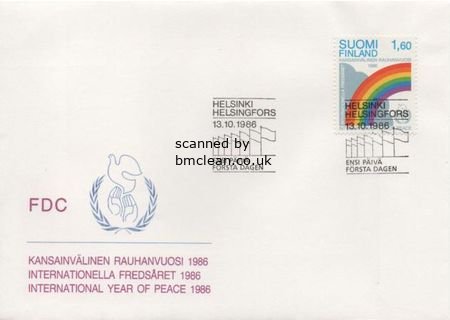 SUOMI 1,60
FINLAND
KANSAINVÄLINEN RAUHANVUOSI
1986
HELSINKI
HELSINGFORS
13.10.1986
ENSI PÄIVÄ
FÖRSTA DAGEN
HELSINKI
HELSINGFORS
13.10.1986
FÖRSTA DAGEN
scanned by
bmclean.co.uk
FDC
KANSAINVÄLINEN RAUHANVUOSI 1986
INTERNATIONELLA FREDSÅRET 1986
INTERNATIONAL YEAR OF PEACE 1986